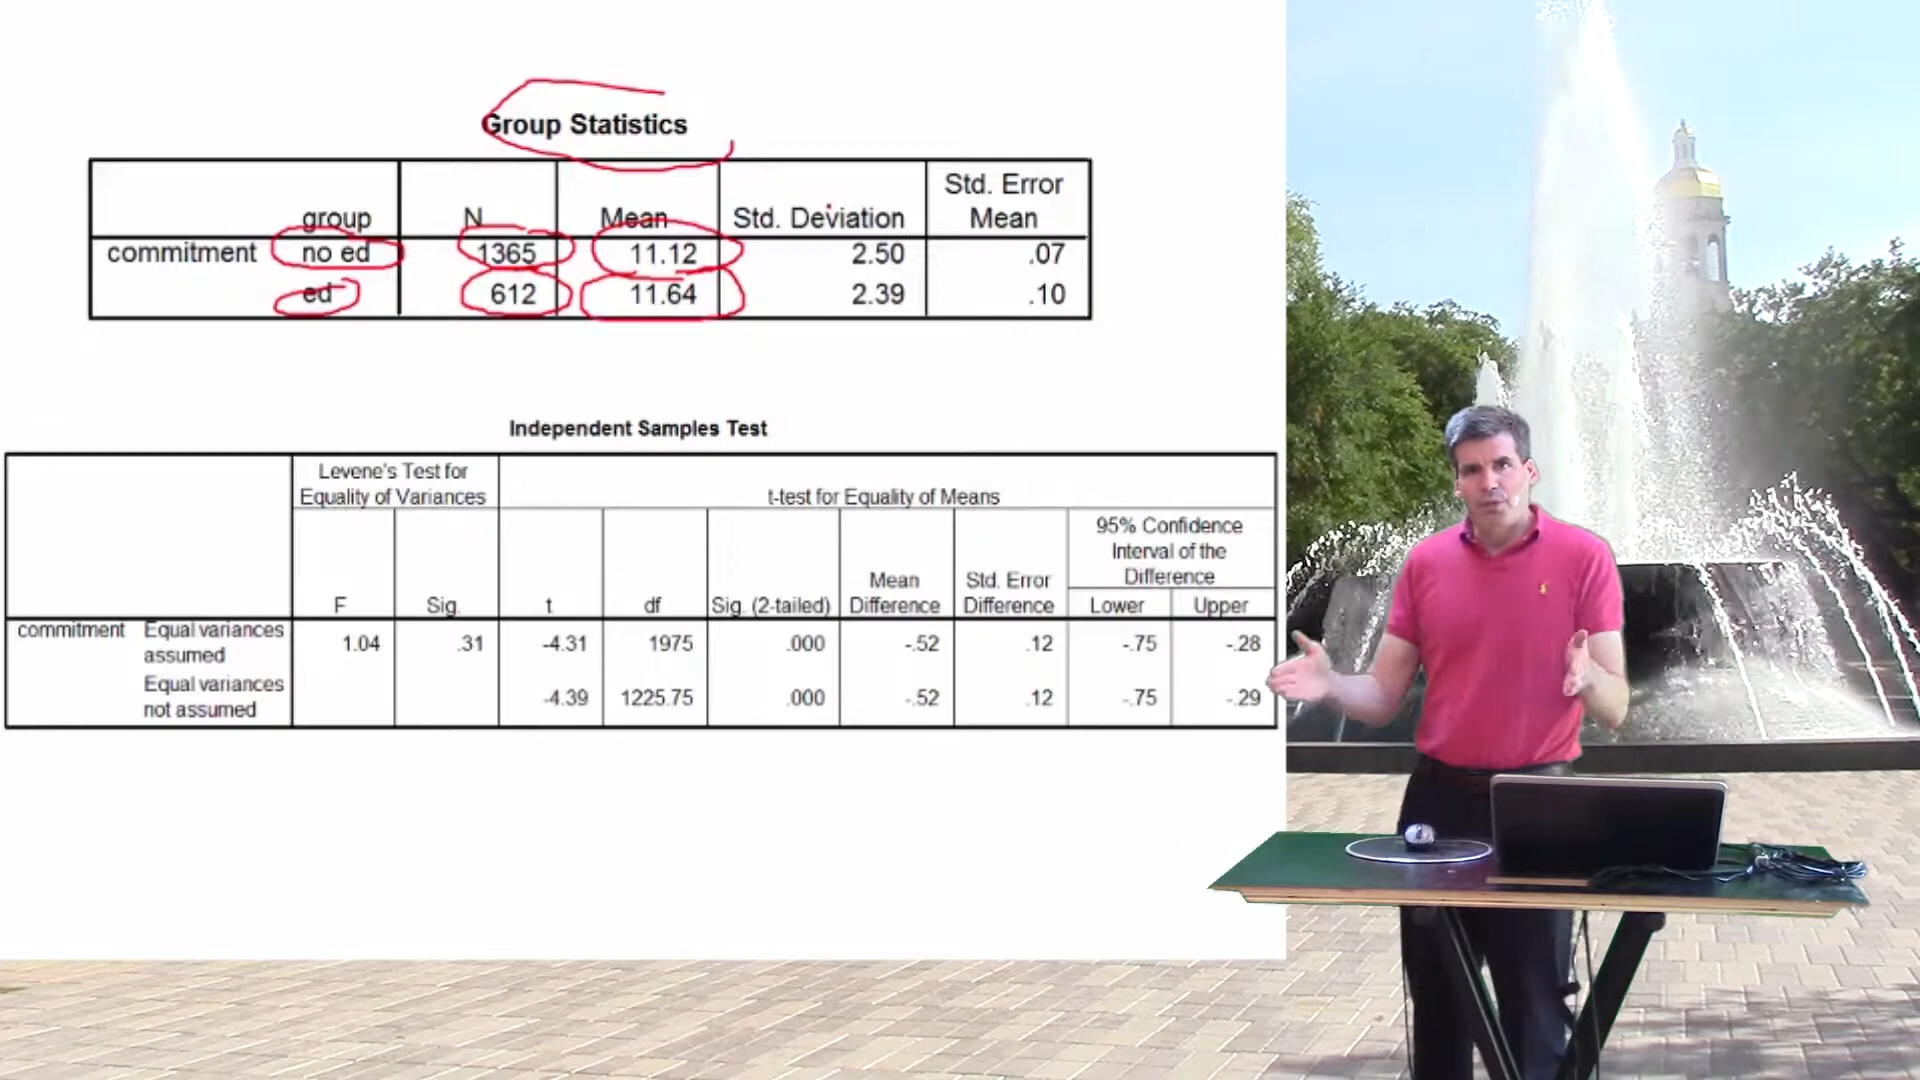 Group Statistics
group N Mean Std. Deviation Std. Error Mean
commitment no ed 1365 11.12 2.50 .07
ed 612 11.64 2.39 .10
Independent Samples Test
Levene's Test for Equality of Variances
t-test for Equality of Means
95% Confidence Interval of the Difference
F Sig. t df Sig. (2-tailed) Mean Difference Std. Error Difference Lower Upper
commitment Equal variances assumed 1.04 .31 -4.31 1975 .000 -.52 .12 -.75 -.28
Equal variances not assumed -4.39 1225.75 .000 -.52 .12 -.75 -.29